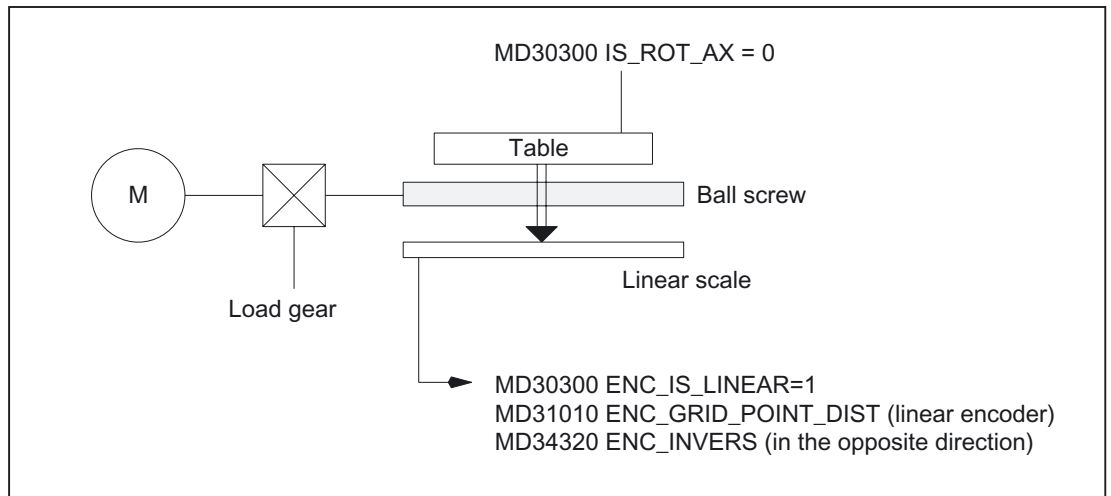 MD30300 IS_ROT_AX = 0
Table
M
Ball screw
Linear scale
Load gear
MD30300 ENC_IS_LINEAR=1
MD31010 ENC_GRID_POINT_DIST (linear encoder)
MD34320 ENC_INVERS (in the opposite direction)